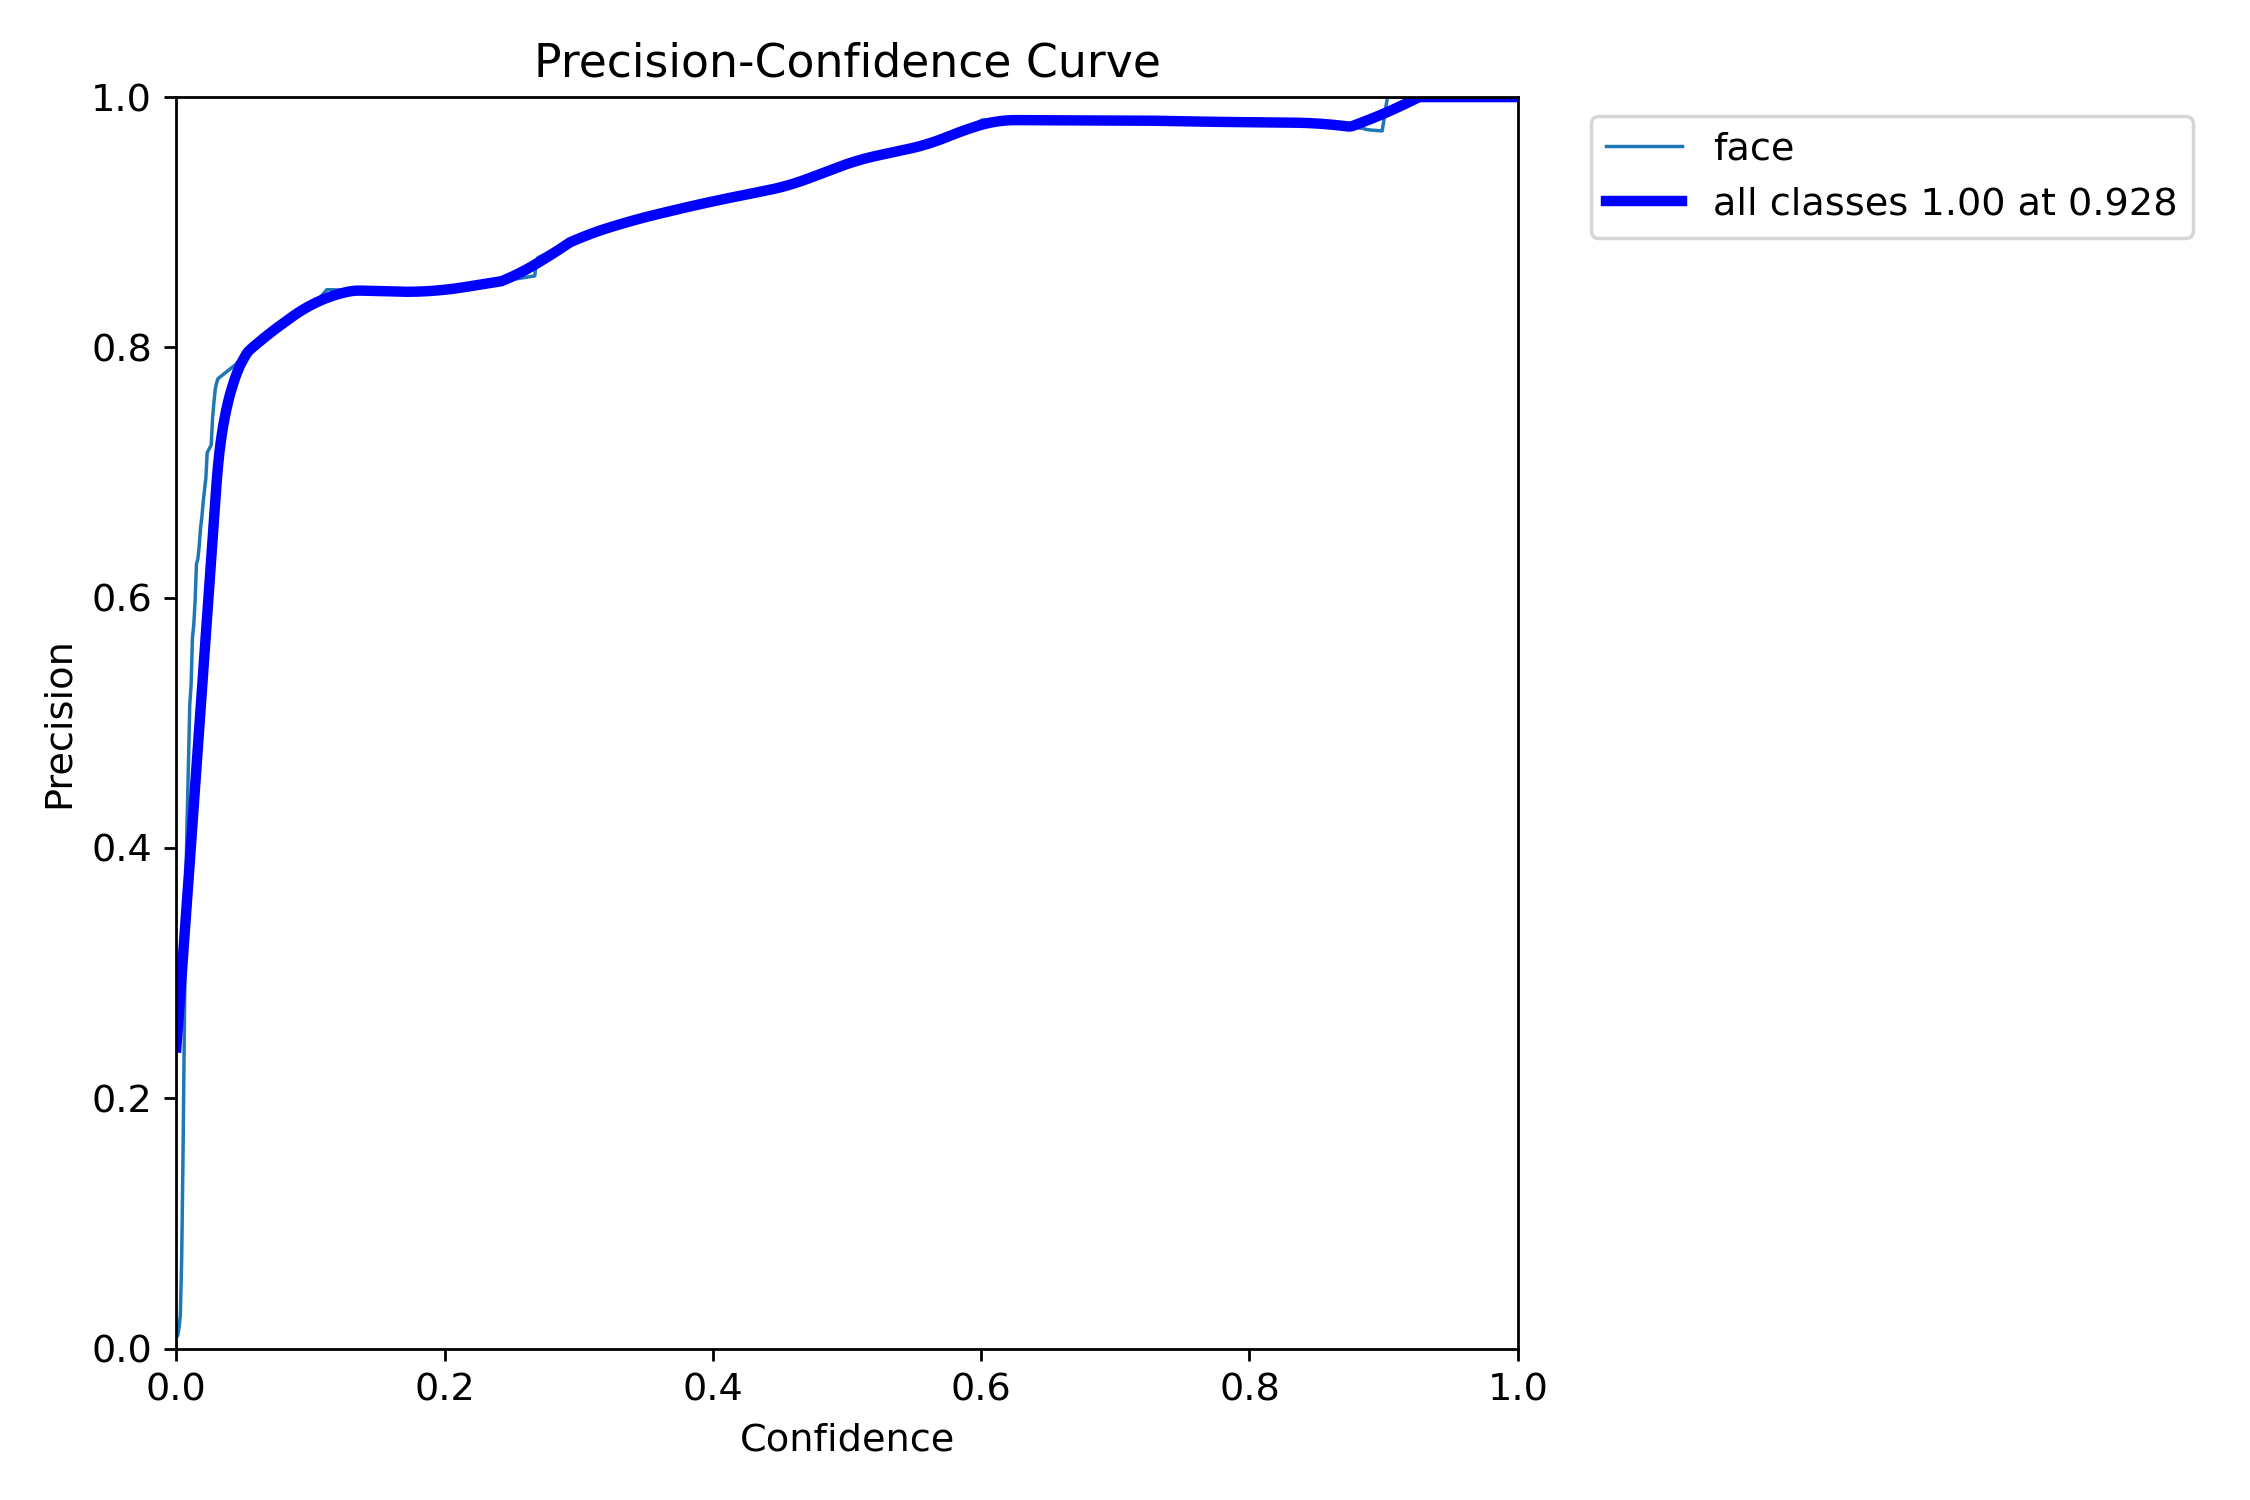 Precision-Confidence Curve
1.0
0.8
0.6
0.4
0.2
0.0
Precision
0.0 0.2 0.4 0.6 0.8 1.0
Confidence
face
all classes 1.00 at 0.928